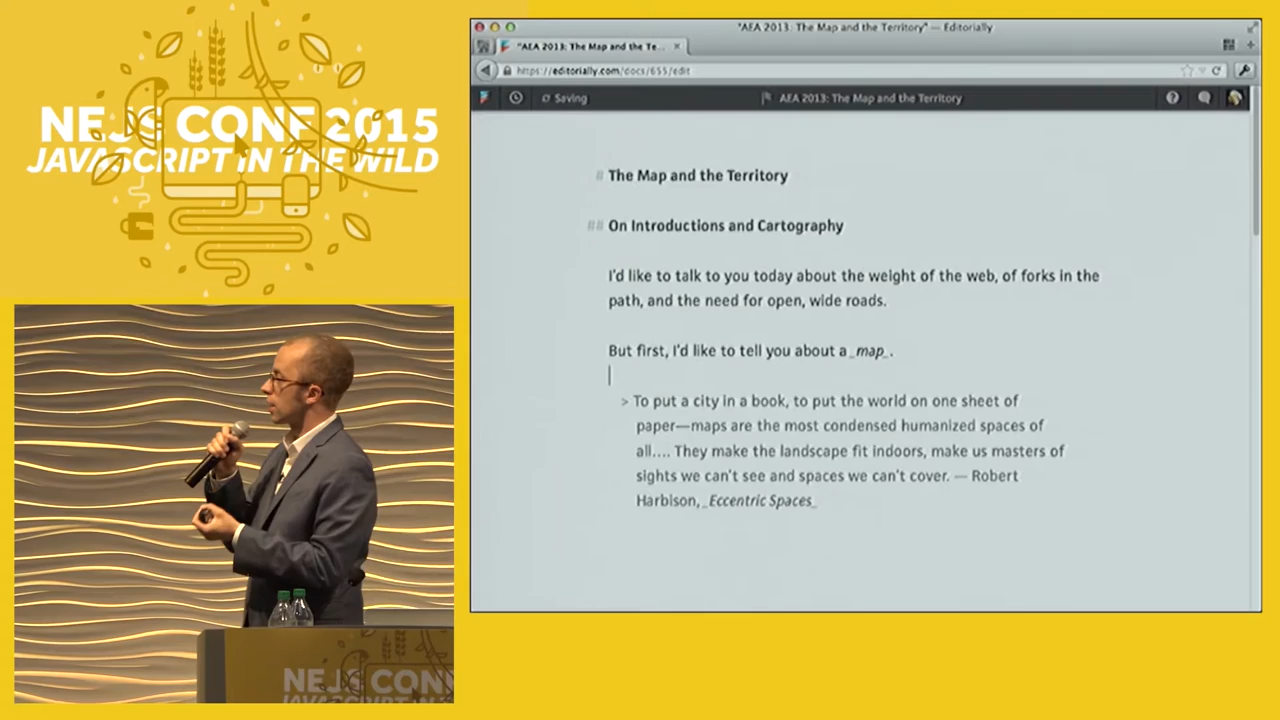 NEJS CONF 2015
JAVASCRIPT IN THE WILD
"AEA 2013: The Map and the Territory" — Editorially
"AEA 2013: The Map and the Te...
https://editorially.com/docs/655/edit
Saving
AEA 2013: The Map and the Territory
# The Map and the Territory
## On Introductions and Cartography
I'd like to talk to you today about the weight of the web, of forks in the
path, and the need for open, wide roads.
But first, I'd like to tell you about a _map_.
> To put a city in a book, to put the world on one sheet of
paper—maps are the most condensed humanized spaces of
all.... They make the landscape fit indoors, make us masters of
sights we can't see and spaces we can't cover. — Robert
Harbison, _Eccentric Spaces_
NEJS CON
JAVASCRIPT IN T